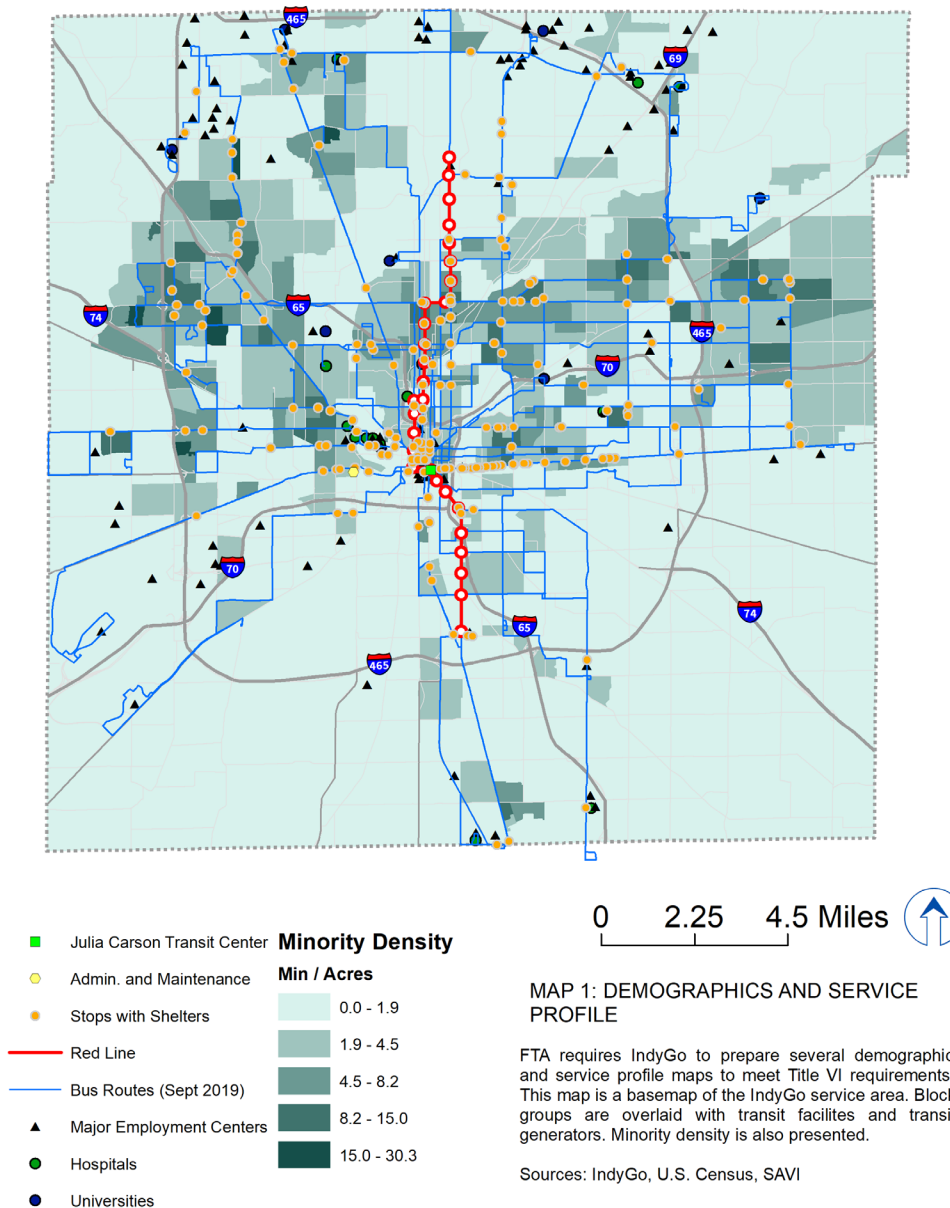 465
69
74
65
465
70
70
65
74
465
Julia Carson Transit Center
Admin. and Maintenance
Stops with Shelters
Red Line
Bus Routes (Sept 2019)
Major Employment Centers
Hospitals
Universities
Minority Density
Min / Acres
0.0 - 1.9
1.9 - 4.5
4.5 - 8.2
8.2 - 15.0
15.0 - 30.3
0 2.25 4.5 Miles
MAP 1: DEMOGRAPHICS AND SERVICE
PROFILE
FTA requires IndyGo to prepare several demographic
and service profile maps to meet Title VI requirements
This map is a basemap of the IndyGo service area. Block
groups are overlaid with transit facilites and transi
generators. Minority density is also presented.
Sources: IndyGo, U.S. Census, SAVI